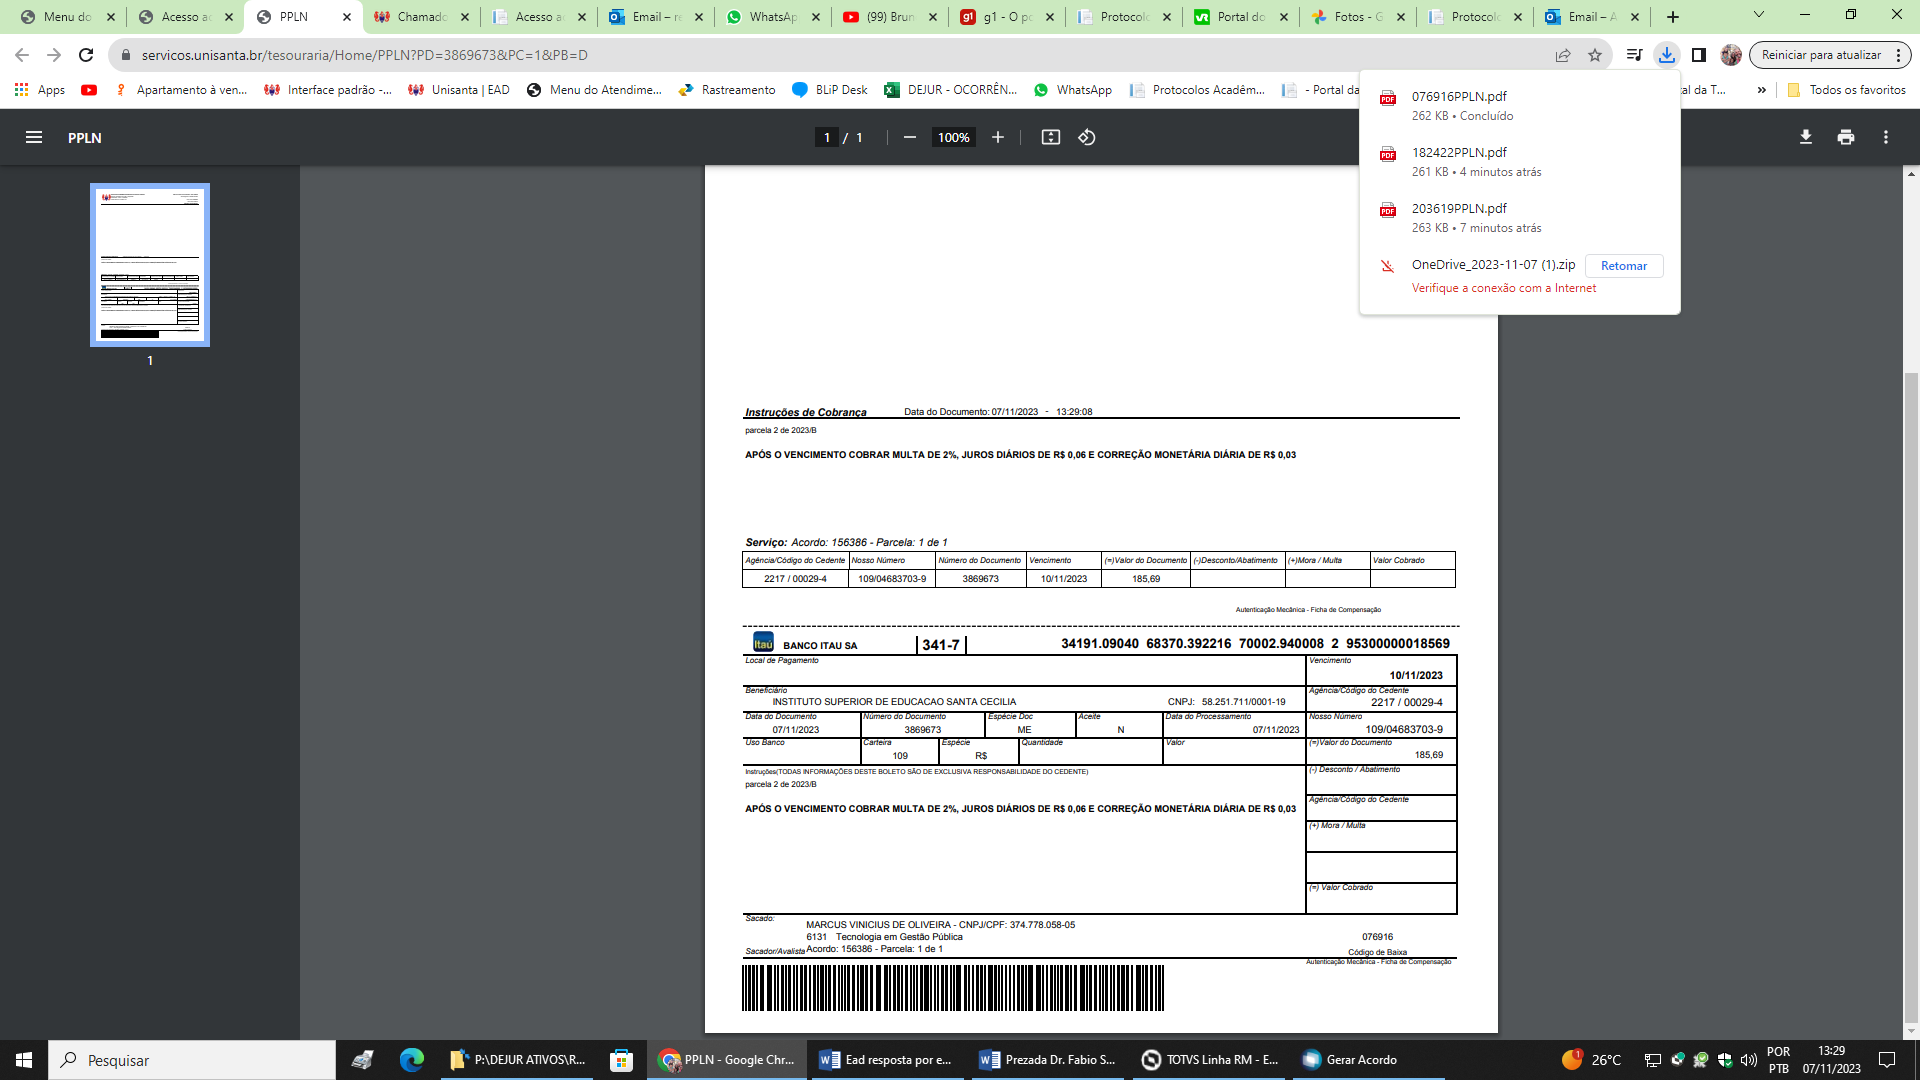 Menu do
Acesso ac
PPLN
Chamado
Acesso ac
Email – re
WhatsAp
(99) Brun
g1 - O po
Protocolo
Portal do
Fotos - G
Protocolo
Email – A
servicos.unisanta.br/tesouraria/Home/PPLN?PD=3869673&PC=1&PB=D
Reiniciar para atualizar
Apps
Apartamento à ven...
Interface padrão -...
Unisanta | EAD
Menu do Atendime...
Rastreamento
BLiP Desk
DEJUR - OCORRÊN...
WhatsApp
Protocolos Acadêm...
- Portal da
al da T...
»
Todos os favoritos
PPLN
1 / 1
100%
076916PPLN.pdf
262 KB • Concluído
182422PPLN.pdf
261 KB • 4 minutos atrás
203619PPLN.pdf
263 KB • 7 minutos atrás
OneDrive_2023-11-07 (1).zip
Retomar
Verifique a conexão com a Internet
1
Instruções de Cobrança Data do Documento: 07/11/2023 - 13:29:08
parcela 2 de 2023/B
APÓS O VENCIMENTO COBRAR MULTA DE 2%, JUROS DIÁRIOS DE R$ 0,06 E CORREÇÃO MONETÁRIA DIÁRIA DE R$ 0,03
Serviço: Acordo: 156386 - Parcela: 1 de 1
Agência/Código do Cedente Nosso Número Número do Documento Vencimento (=)Valor do Documento (-)Desconto/Abatimento (+)Mora / Multa Valor Cobrado
2217 / 00029-4 109/04683703-9 3869673 10/11/2023 185,69
Autenticação Mecânica - Ficha de Compensação
Itaú BANCO ITAU SA 341-7 34191.09040 68370.392216 70002.940008 2 95300000018569
Local de Pagamento Vencimento
10/11/2023
Beneficiário Agência/Código do Cedente
INSTITUTO SUPERIOR DE EDUCACAO SANTA CECILIA CNPJ: 58.251.711/0001-19 2217 / 00029-4
Data do Documento Número do Documento Espécie Doc Aceite Data do Processamento Nosso Número
07/11/2023 3869673 ME N 07/11/2023 109/04683703-9
Uso Banco Carteira Espécie Quantidade Valor (=)Valor do Documento
109 R$ 185,69
Instruções(TODAS INFORMAÇÕES DESTE BOLETO SÃO DE EXCLUSIVA RESPONSABILIDADE DO CEDENTE) (-) Desconto / Abatimento
parcela 2 de 2023/B
Agência/Código do Cedente
APÓS O VENCIMENTO COBRAR MULTA DE 2%, JUROS DIÁRIOS DE R$ 0,06 E CORREÇÃO MONETÁRIA DIÁRIA DE R$ 0,03
(+) Mora / Multa
(=) Valor Cobrado
Sacado:
MARCUS VINICIUS DE OLIVEIRA - CNPJ/CPF: 374.778.058-05
6131 Tecnologia em Gestão Pública 076916
Sacador/Avalista Acordo: 156386 - Parcela: 1 de 1 Código de Baixa
Autenticação Mecânica - Ficha de Compensação
Pesquisar
P:\DEJUR ATIVOS\R...
PPLN - Google Chr...
Ead resposta por e...
Prezada Dr. Fabio S...
TOTVS Linha RM - E...
Gerar Acordo
1
26°C
POR
PTB
13:29
07/11/2023